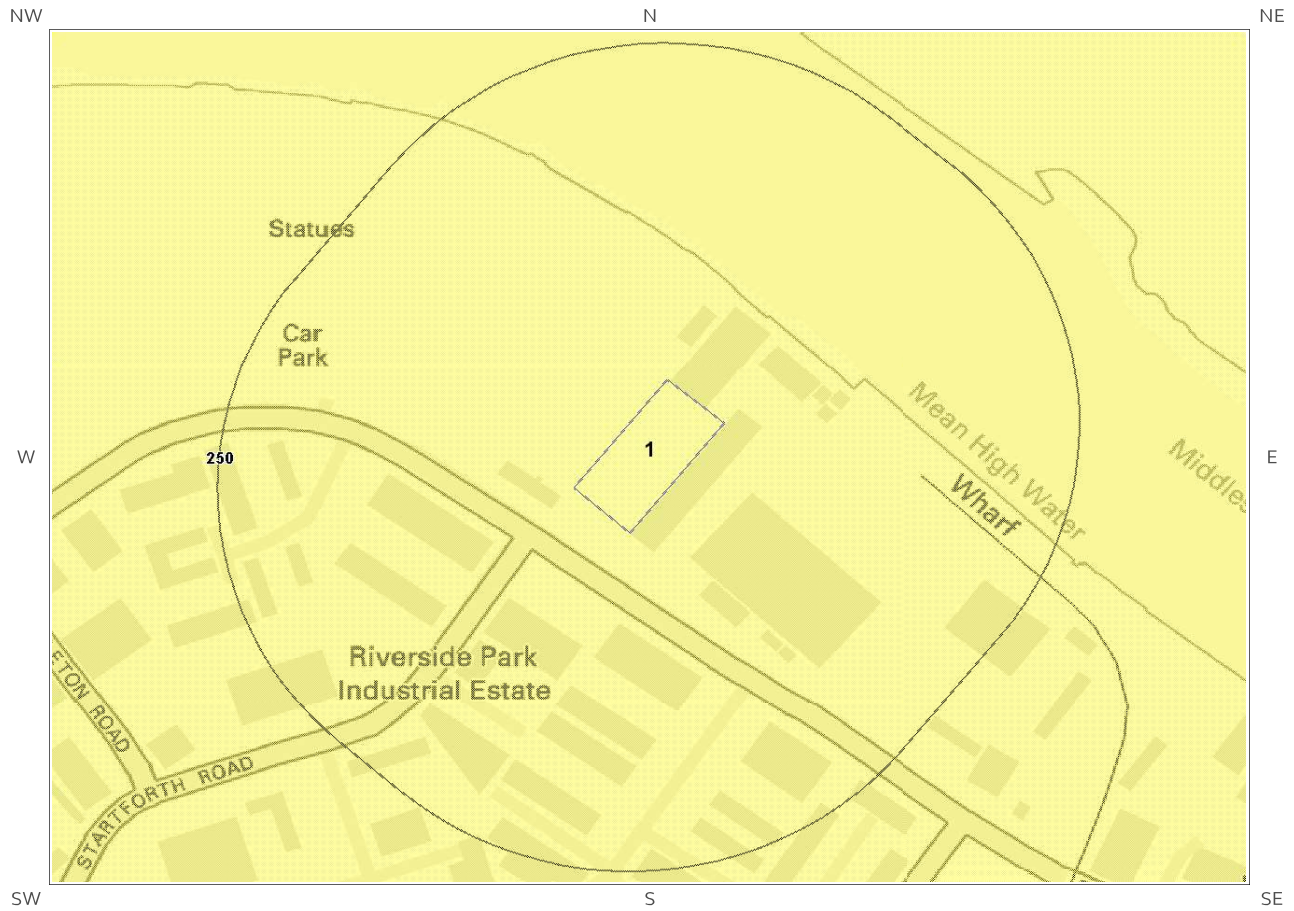 NW
N
NE
Statues
Car
Park
Mean High Water
Middles
W
250
1
E
Wharf
Riverside Park
Industrial Estate
ETON ROAD
STARTFORTH ROAD
SW
S
SE